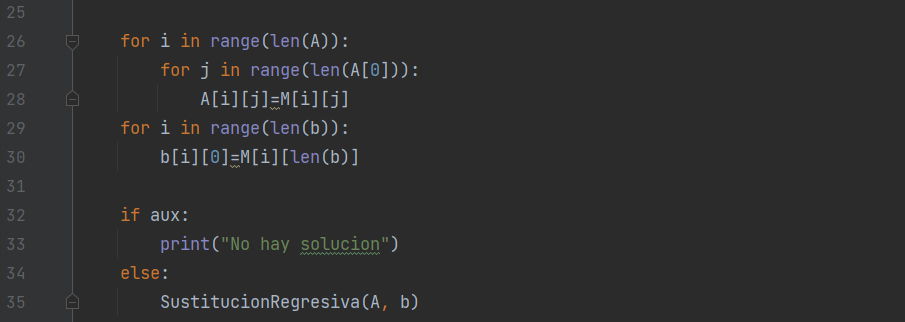 25
26 for i in range(len(A)):
27 for j in range(len(A[0])):
28 A[i][j]=M[i][j]
29 for i in range(len(b)):
30 b[i][0]=M[i][len(b)]
31
32 if aux:
33 print("No hay solucion")
34 else:
35 SustitucionRegresiva(A, b)